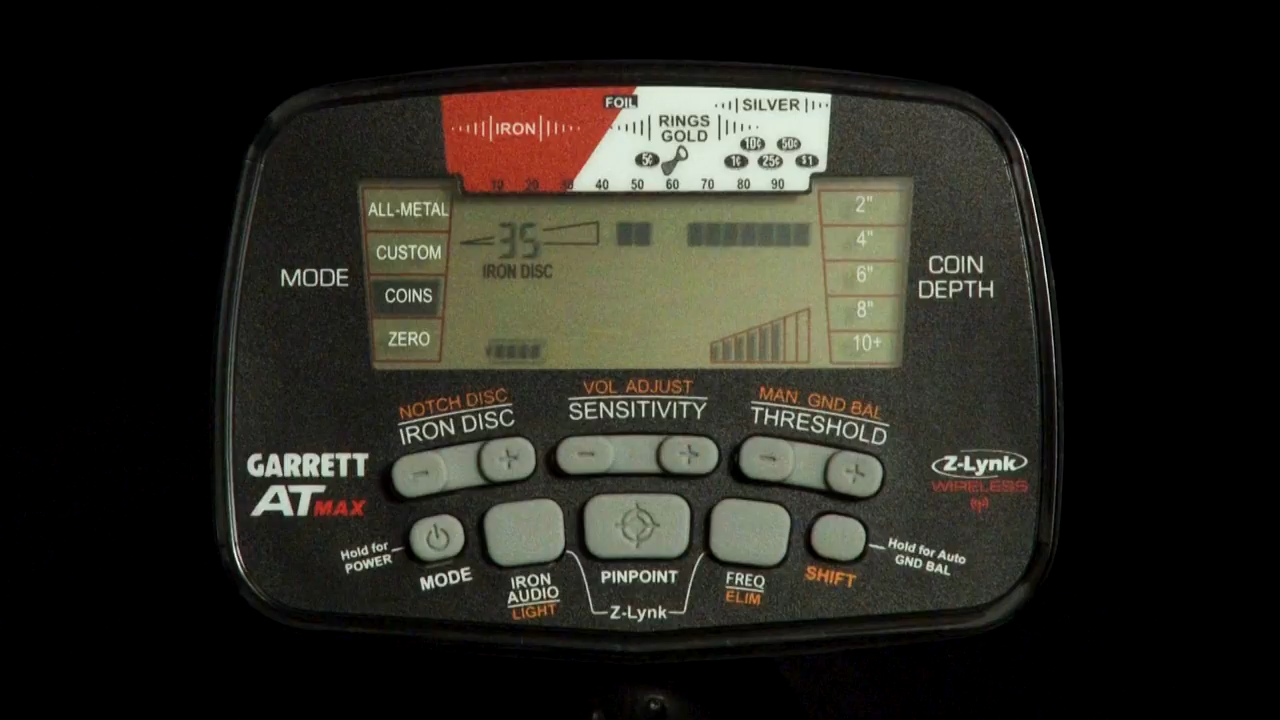 FOIL
SILVER
IRON
RINGS
GOLD
10¢ 50¢
5¢ 1¢ 25¢ $1
10 20 30 40 50 60 70 80 90
MODE
ALL-METAL
CUSTOM
COINS
ZERO
35
IRON DISC
2"
4"
6"
8"
10+
COIN
DEPTH
NOTCH DISC
IRON DISC
VOL ADJUST
SENSITIVITY
MAN GND BAL
THRESHOLD
- +
- +
- +
GARRETT
AT MAX
Z-Lynk
WIRELESS
Hold for
POWER
MODE
IRON
AUDIO
LIGHT
PINPOINT
Z-Lynk
FREQ
ELIM
SHIFT
Hold for Auto
GND BAL